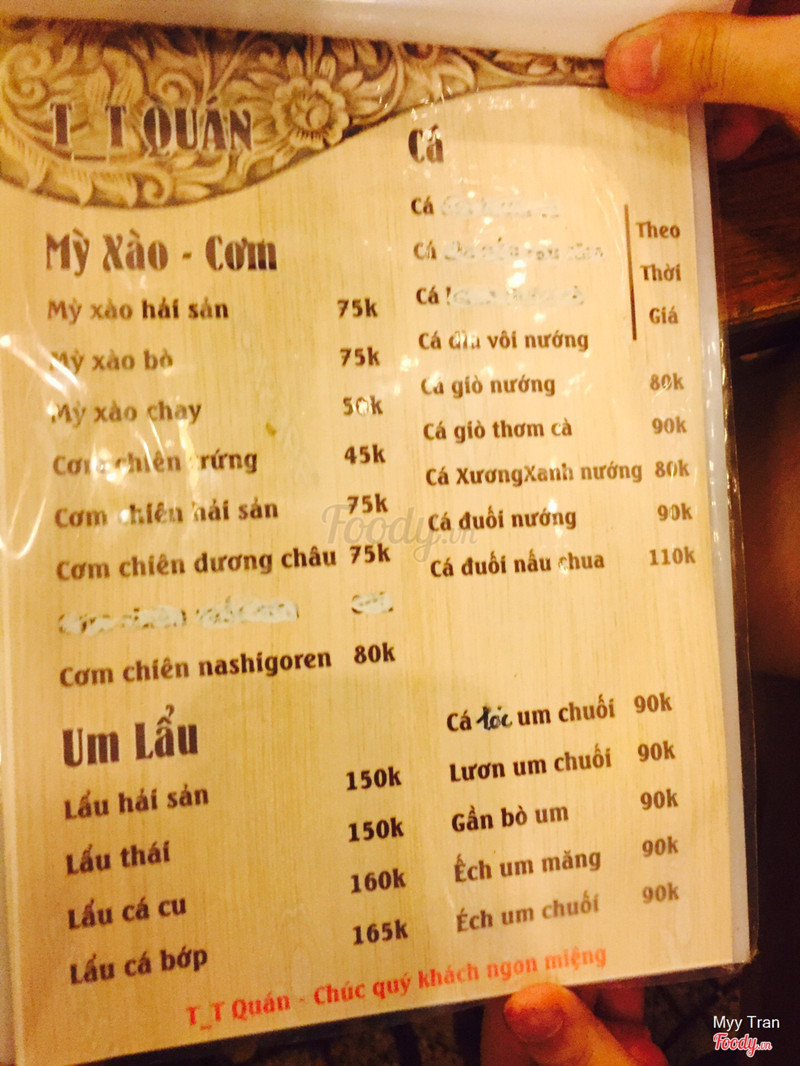 T_T QUÁN
Mỳ Xào - Cơm
Mỳ xào hải sản 75k
Mỳ xào bò 75k
Mỳ xào chay 50k
Cơm chiên trứng 45k
Cơm chiên hải sản 75k
Cơm chiên dương châu 75k
Cơm chiên nashigoren 80k
Um Lẩu
Lẩu hải sản 150k
Lẩu thái 150k
Lẩu cá cu 160k
Lẩu cá bớp 165k
Cá
Cá
Cá
Cá
Theo
Thời
Giá
Cá dìa vôi nướng
Cá giò nướng 80k
Cá giò thơm cà 90k
Cá XươngXanh nướng 80k
Cá đuối nướng 90k
Cá đuối nấu chua 110k
Cá lóc um chuối 90k
Lươn um chuối 90k
Gần bò um 90k
Ếch um măng 90k
Ếch um chuối 90k
T_T Quán - Chúc quý khách ngon miệng
Foody.vn
Myy Tran
Foody.vn